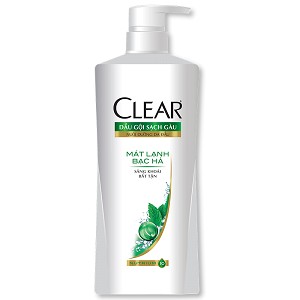 CLEAR
DẦU GỘI SẠCH GÀU
MÁT LẠNH
BẠC HÀ
SẢNG KHOÁI
BẤT TẬN